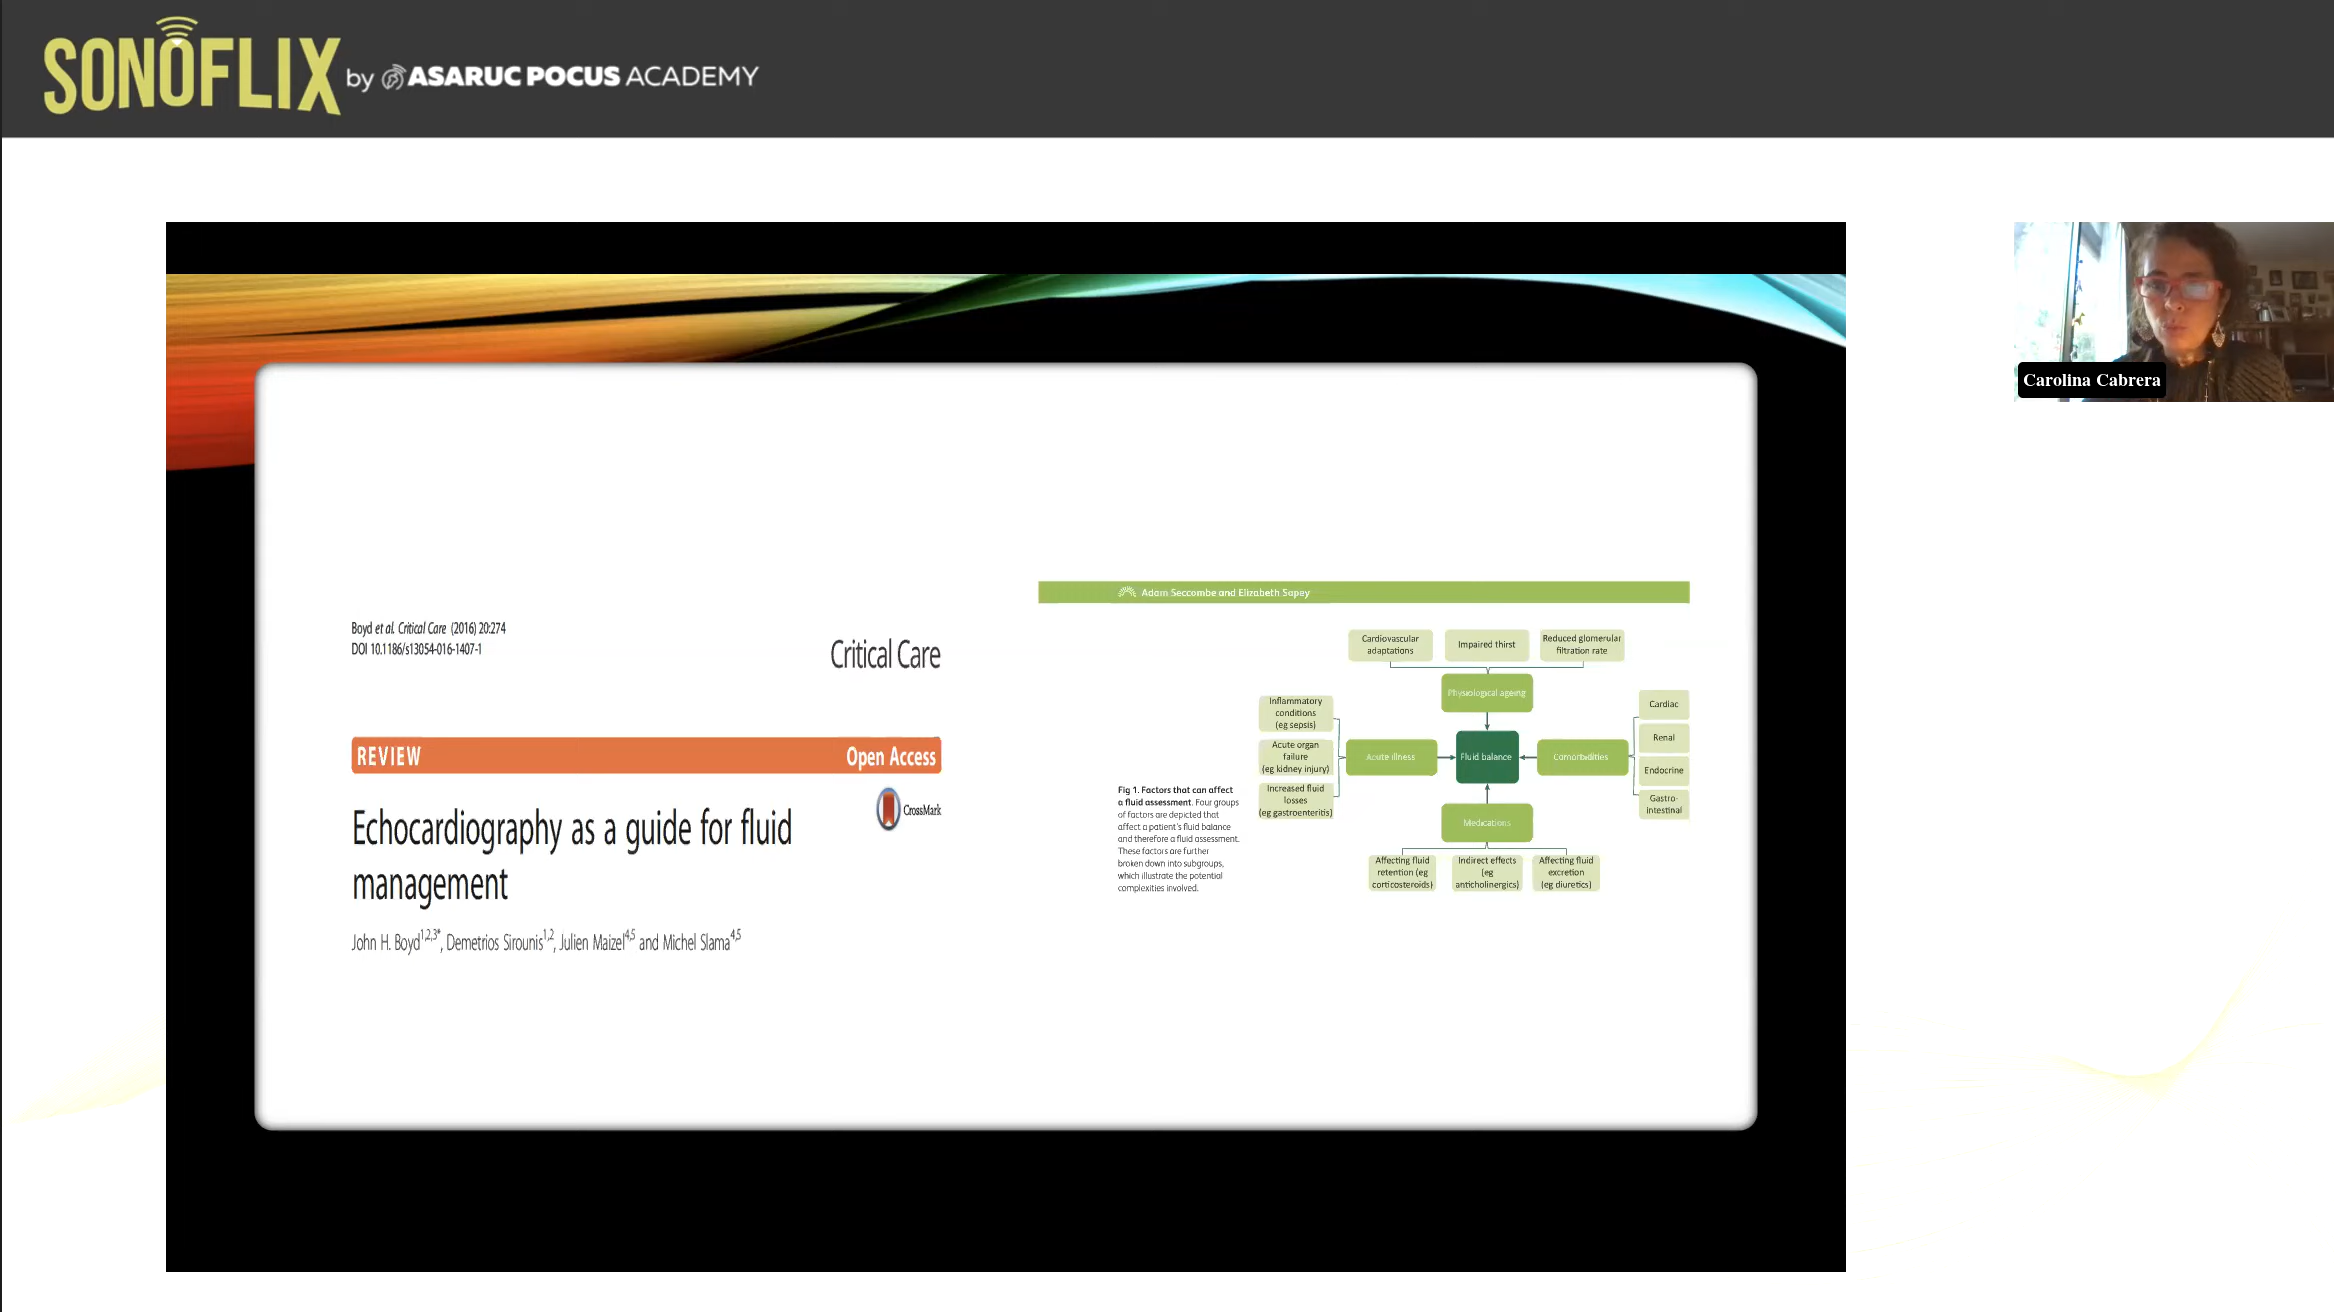 SONOFLIX by ASARUC POCUS ACADEMY
Carolina Cabrera
Boyd et al. Critical Care (2016) 20:274
DOI 10.1186/s13054-016-1407-1
Critical Care
REVIEW
Open Access
CrossMark
Echocardiography as a guide for fluid
management
John H. Boyd1,2,3*, Demetrios Sirounis1,2, Julien Maizel4,5 and Michel Slama4,5
Adam Seccombe and Elizabeth Sapey
Cardiovascular
adaptations
Impaired thirst
Reduced glomerular
filtration rate
Physiological ageing
Inflammatory
conditions
(eg sepsis)
Acute organ
failure
(eg kidney injury)
Increased fluid
losses
(eg gastroenteritis)
Acute illness
Fluid balance
Comorbidities
Cardiac
Renal
Endocrine
Gastro-
intestinal
Medications
Affecting fluid
retention (eg
corticosteroids)
Indirect effects
(eg
anticholinergics)
Affecting fluid
excretion
(eg diuretics)
Fig 1. Factors that can affect
a fluid assessment. Four groups
of factors are depicted that
affect a patient's fluid balance
and therefore a fluid assessment.
These factors are further
broken down into subgroups,
which illustrate the potential
complexities involved.